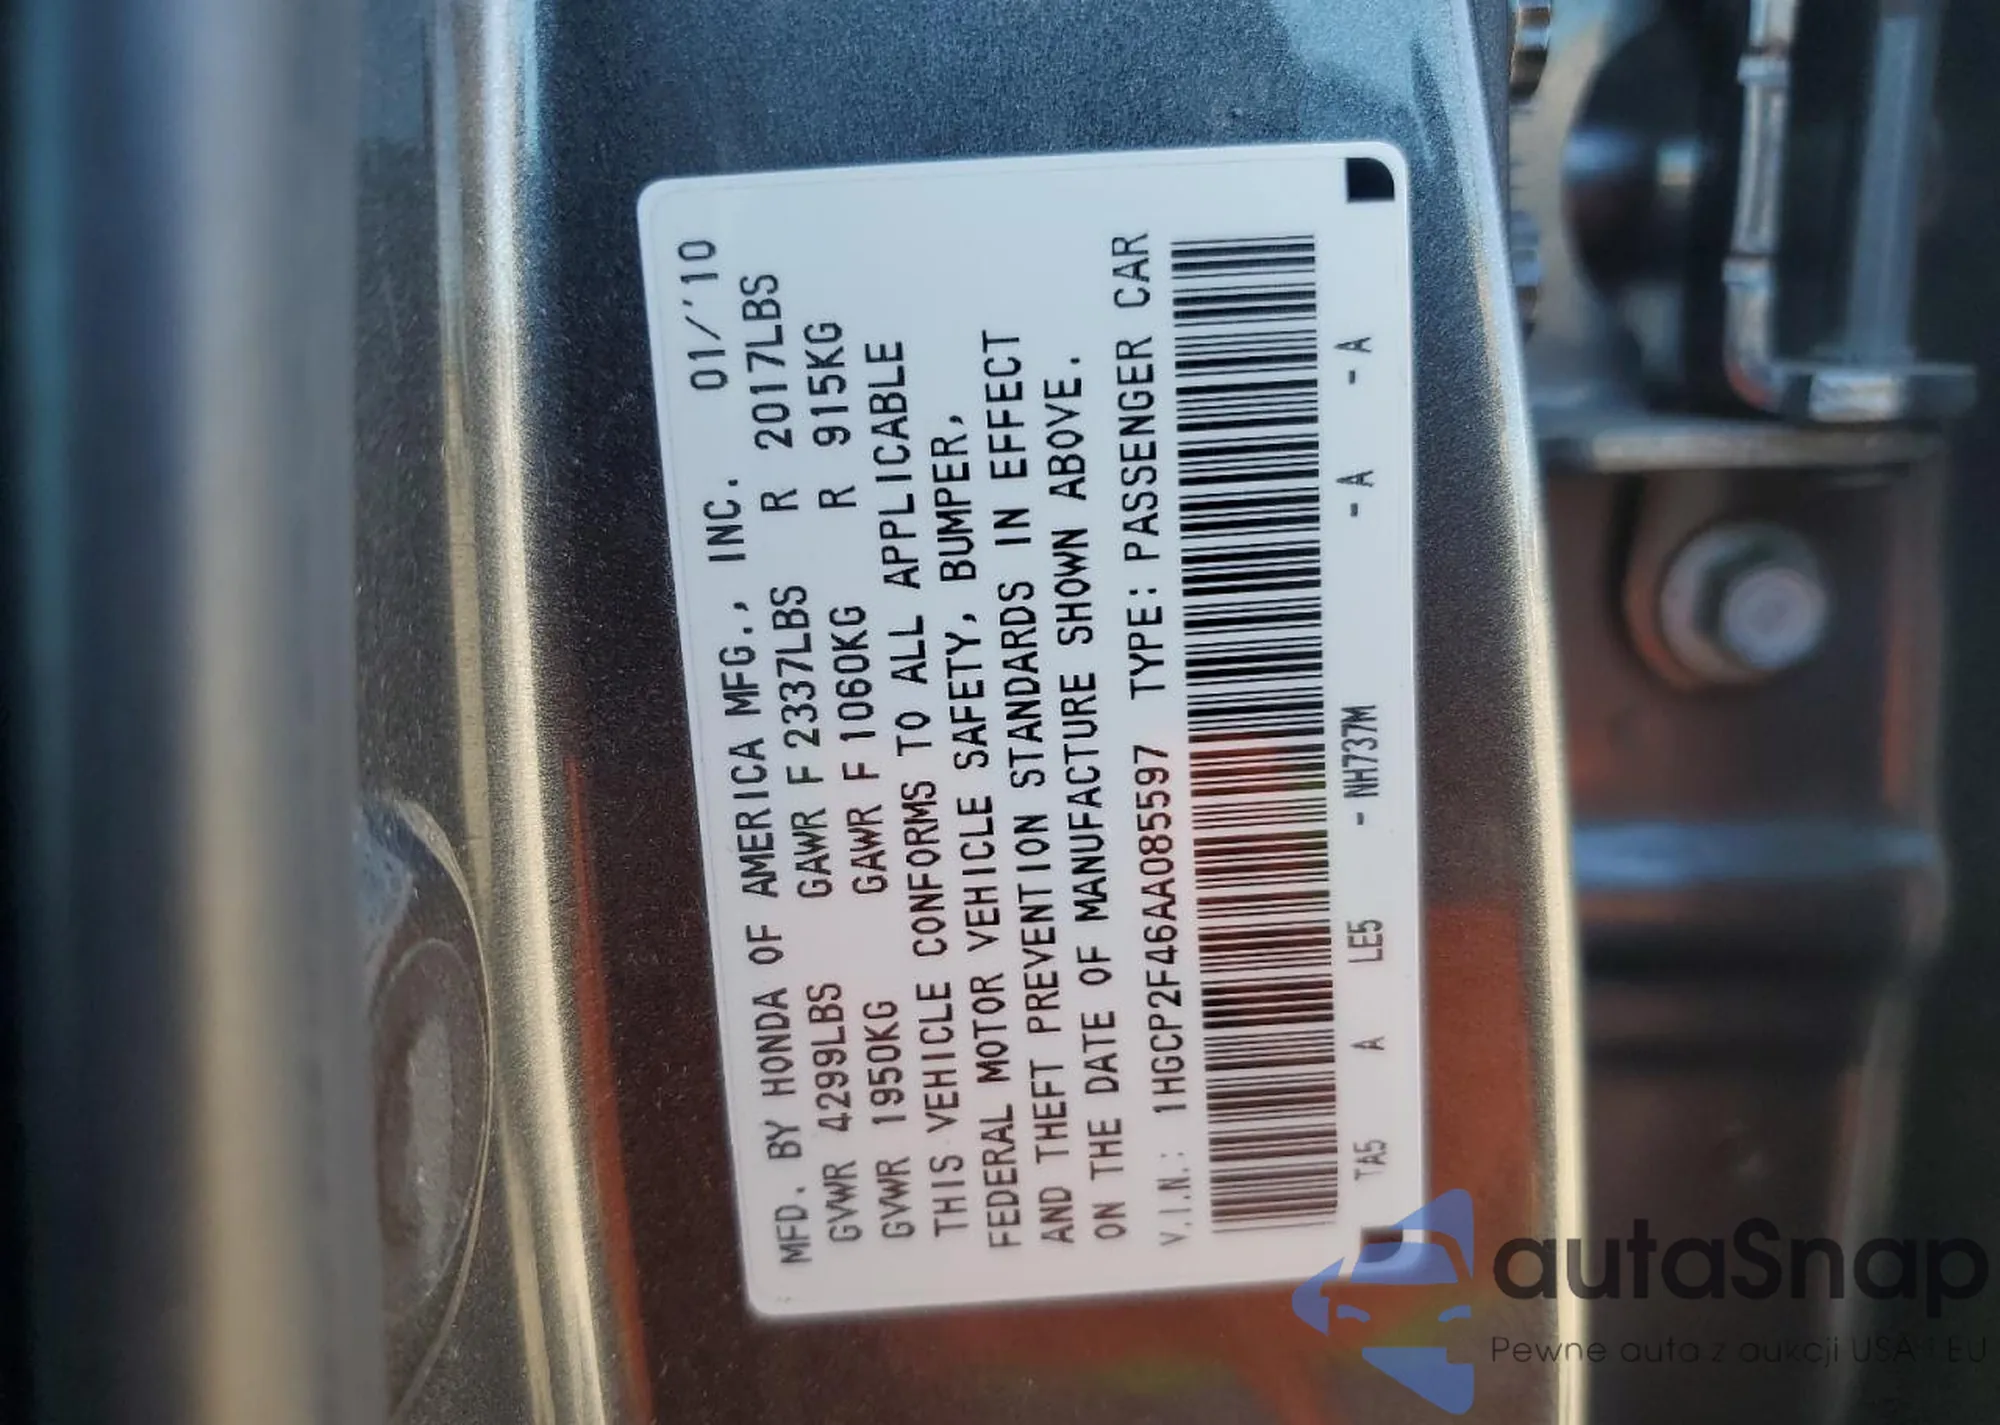 MFD. BY HONDA OF AMERICA MFG., INC. 01/'10
GVWR 4299LBS GAWR F 2337LBS R 2017LBS
GVWR 1950KG GAWR F 1060KG R 915KG
THIS VEHICLE CONFORMS TO ALL APPLICABLE
FEDERAL MOTOR VEHICLE SAFETY, BUMPER,
AND THEFT PREVENTION STANDARDS IN EFFECT
ON THE DATE OF MANUFACTURE SHOWN ABOVE.
V.I.N.: 1HGCP2F46AA085597 TYPE: PASSENGER CAR
TA5 A LE5 - NH737M - A - A
autaSnap
Pewne auta z aukcji USA i EU